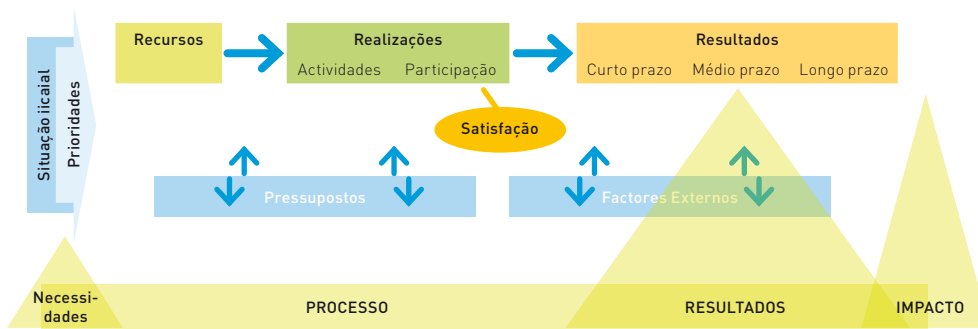 Situação iicaial
Prioridades
Recursos
Realizações
Actividades Participação
Resultados
Curto prazo Médio prazo Longo prazo
Satisfação
Pressupostos
Factores Externos
Necessi-
dades
PROCESSO
RESULTADOS
IMPACTO